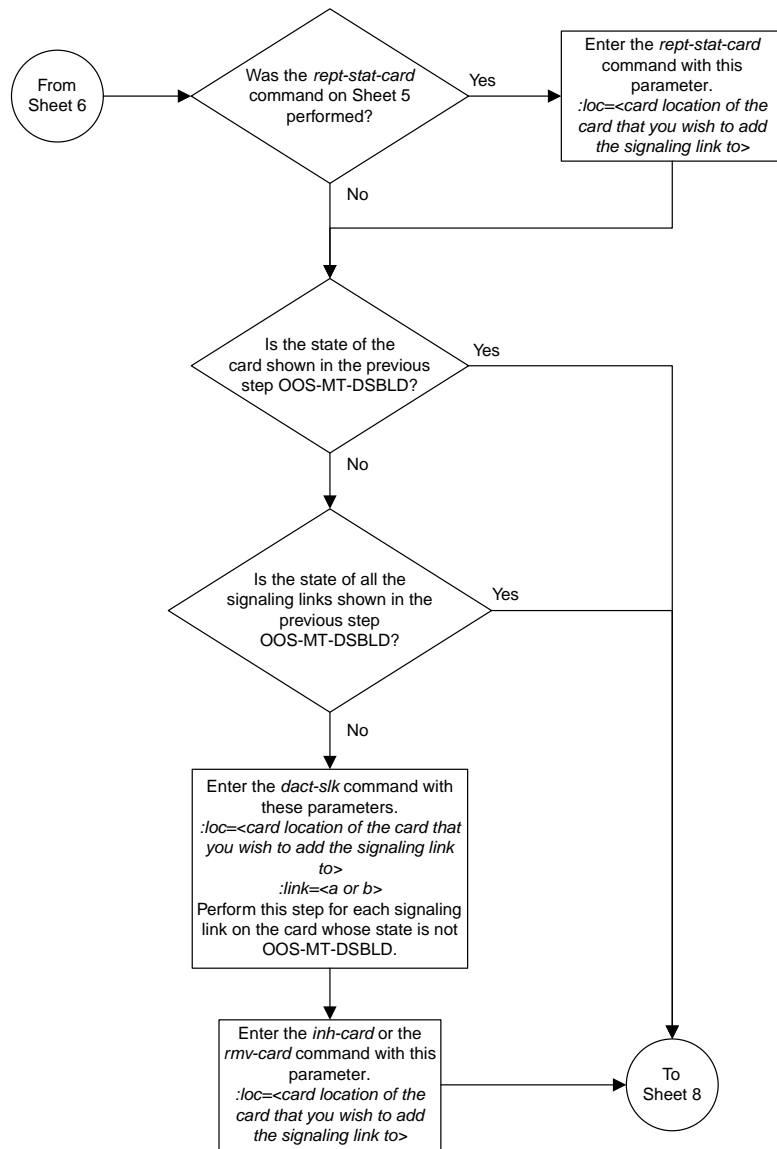 From
Sheet 6
Was the rept-stat-card
command on Sheet 5
performed?
Yes
Enter the rept-stat-card
command with this
parameter.
:loc=<card location of the
card that you wish to add
the signaling link to>
No
Is the state of the
card shown in the previous
step OOS-MT-DSBLD?
Yes
No
Is the state of all the
signaling links shown in the
previous step
OOS-MT-DSBLD?
Yes
No
Enter the dact-slk command with
these parameters.
:loc=<card location of the card that
you wish to add the signaling link
to>
:link=<a or b>
Perform this step for each signaling
link on the card whose state is not
OOS-MT-DSBLD.
Enter the inh-card or the
rmv-card command with this
parameter.
:loc=<card location of the
card that you wish to add
the signaling link to>
To
Sheet 8